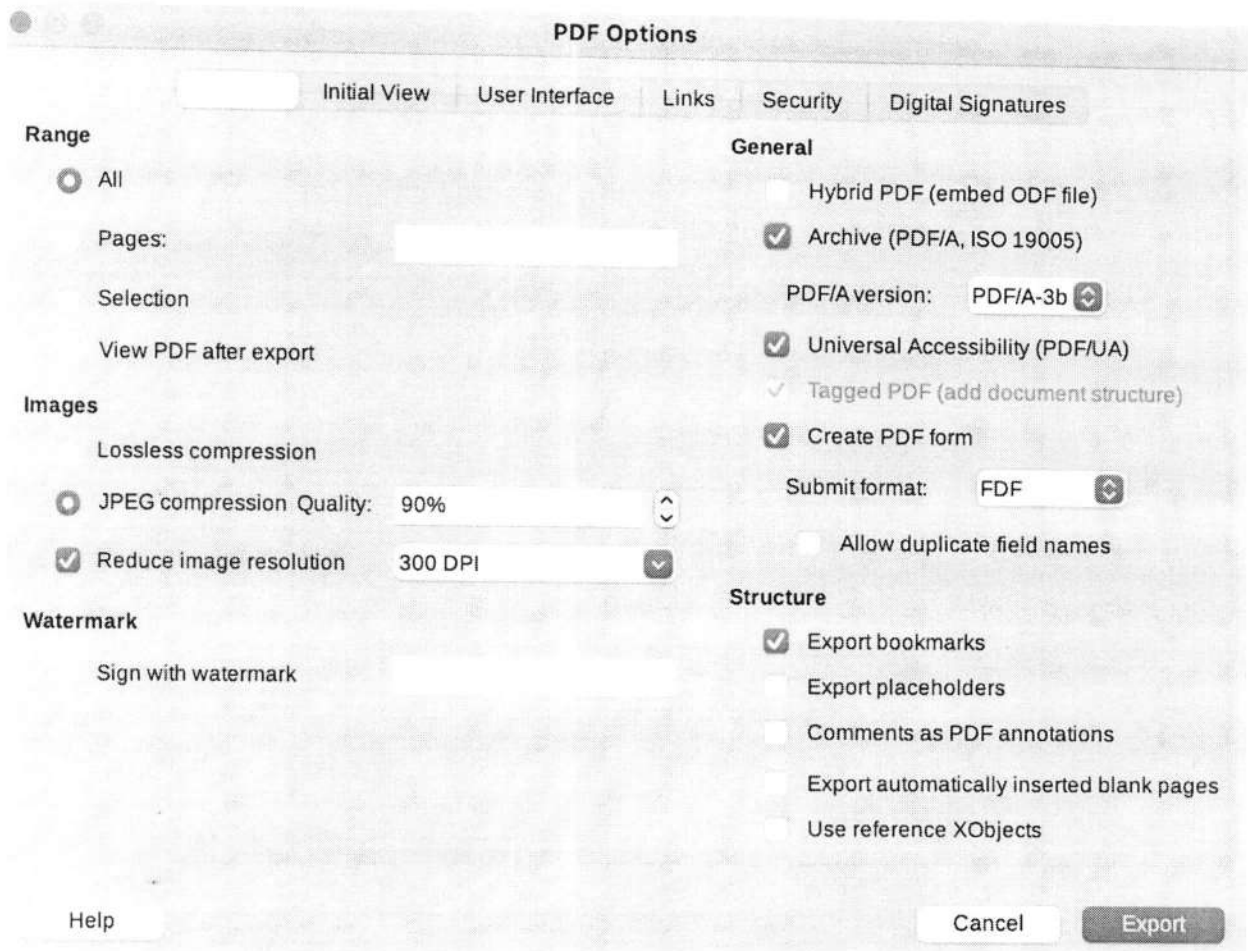 PDF Options
Initial View User Interface Links Security Digital Signatures
Range
All
Pages:
Selection
View PDF after export
Images
Lossless compression
JPEG compression Quality: 90%
Reduce image resolution 300 DPI
Watermark
Sign with watermark
General
Hybrid PDF (embed ODF file)
Archive (PDF/A, ISO 19005)
PDF/A version: PDF/A-3b
Universal Accessibility (PDF/UA)
Tagged PDF (add document structure)
Create PDF form
Submit format: FDF
Allow duplicate field names
Structure
Export bookmarks
Export placeholders
Comments as PDF annotations
Export automatically inserted blank pages
Use reference XObjects
Help Cancel Export